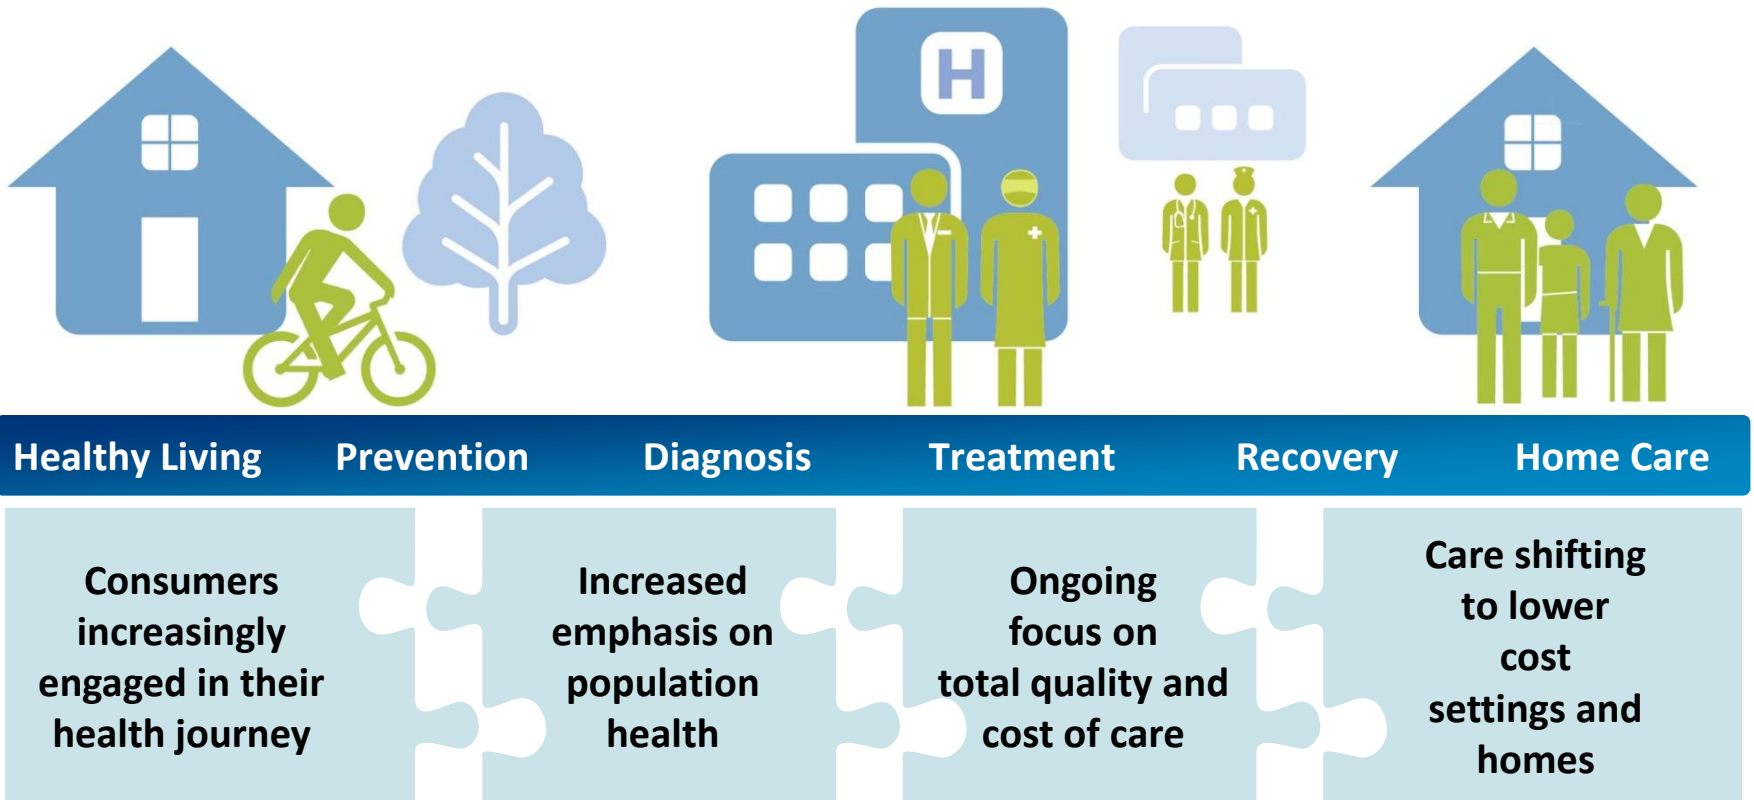 H
Healthy Living Prevention Diagnosis Treatment Recovery Home Care
Consumers
increasingly
engaged in their
health journey
Increased
emphasis on
population
health
Ongoing
focus on
total quality and
cost of care
Care shifting
to lower
cost
settings and
homes